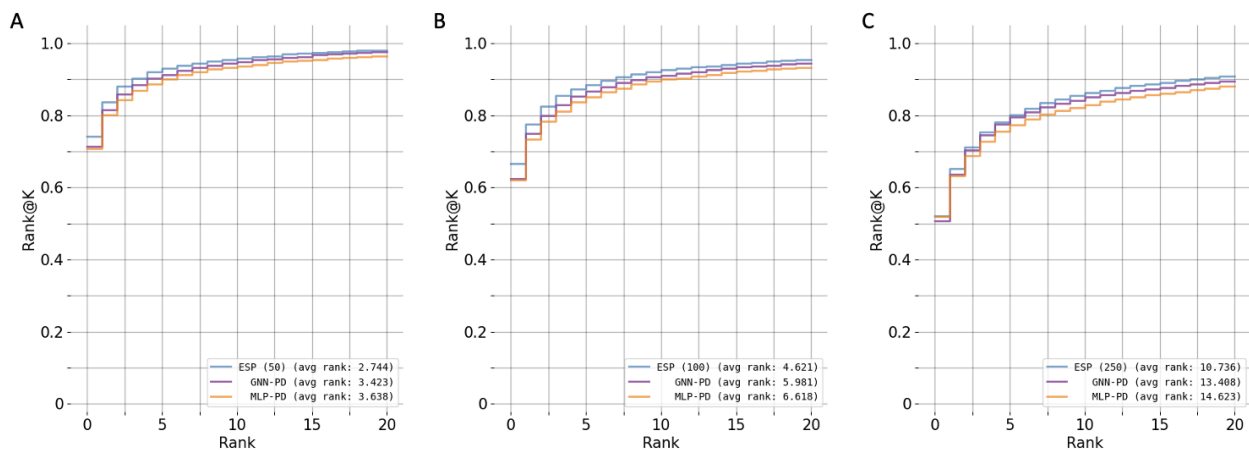 A
1.0
0.8
0.6
0.4
0.2
0
Rank@K
0 5 10 15 20
Rank
ESP (50) (avg rank: 2.744)
GNN-PD (avg rank: 3.423)
MLP-PD (avg rank: 3.638)
B
1.0
0.8
0.6
0.4
0.2
0
Rank@K
0 5 10 15 20
Rank
ESP (100) (avg rank: 4.621)
GNN-PD (avg rank: 5.981)
MLP-PD (avg rank: 6.618)
C
1.0
0.8
0.6
0.4
0.2
0
Rank@K
0 5 10 15 20
Rank
ESP (250) (avg rank: 10.736)
GNN-PD (avg rank: 13.408)
MLP-PD (avg rank: 14.623)